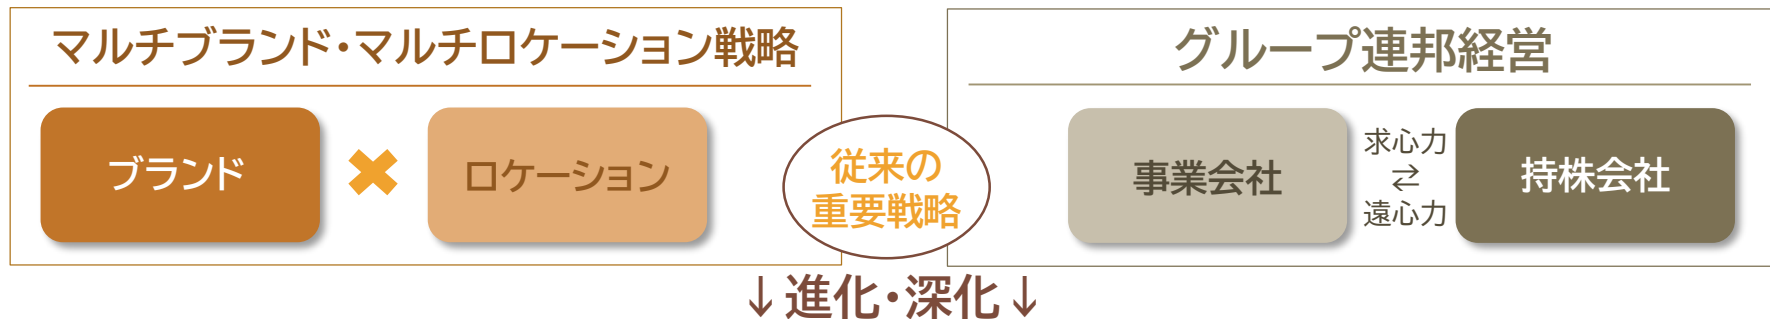 マルチブランド・マルチロケーション戦略
ブランド
✖
ロケーション
従来の
重要戦略
グループ連邦経営
事業会社
求心力
⇄
遠心力
持株会社
↓進化・深化↓